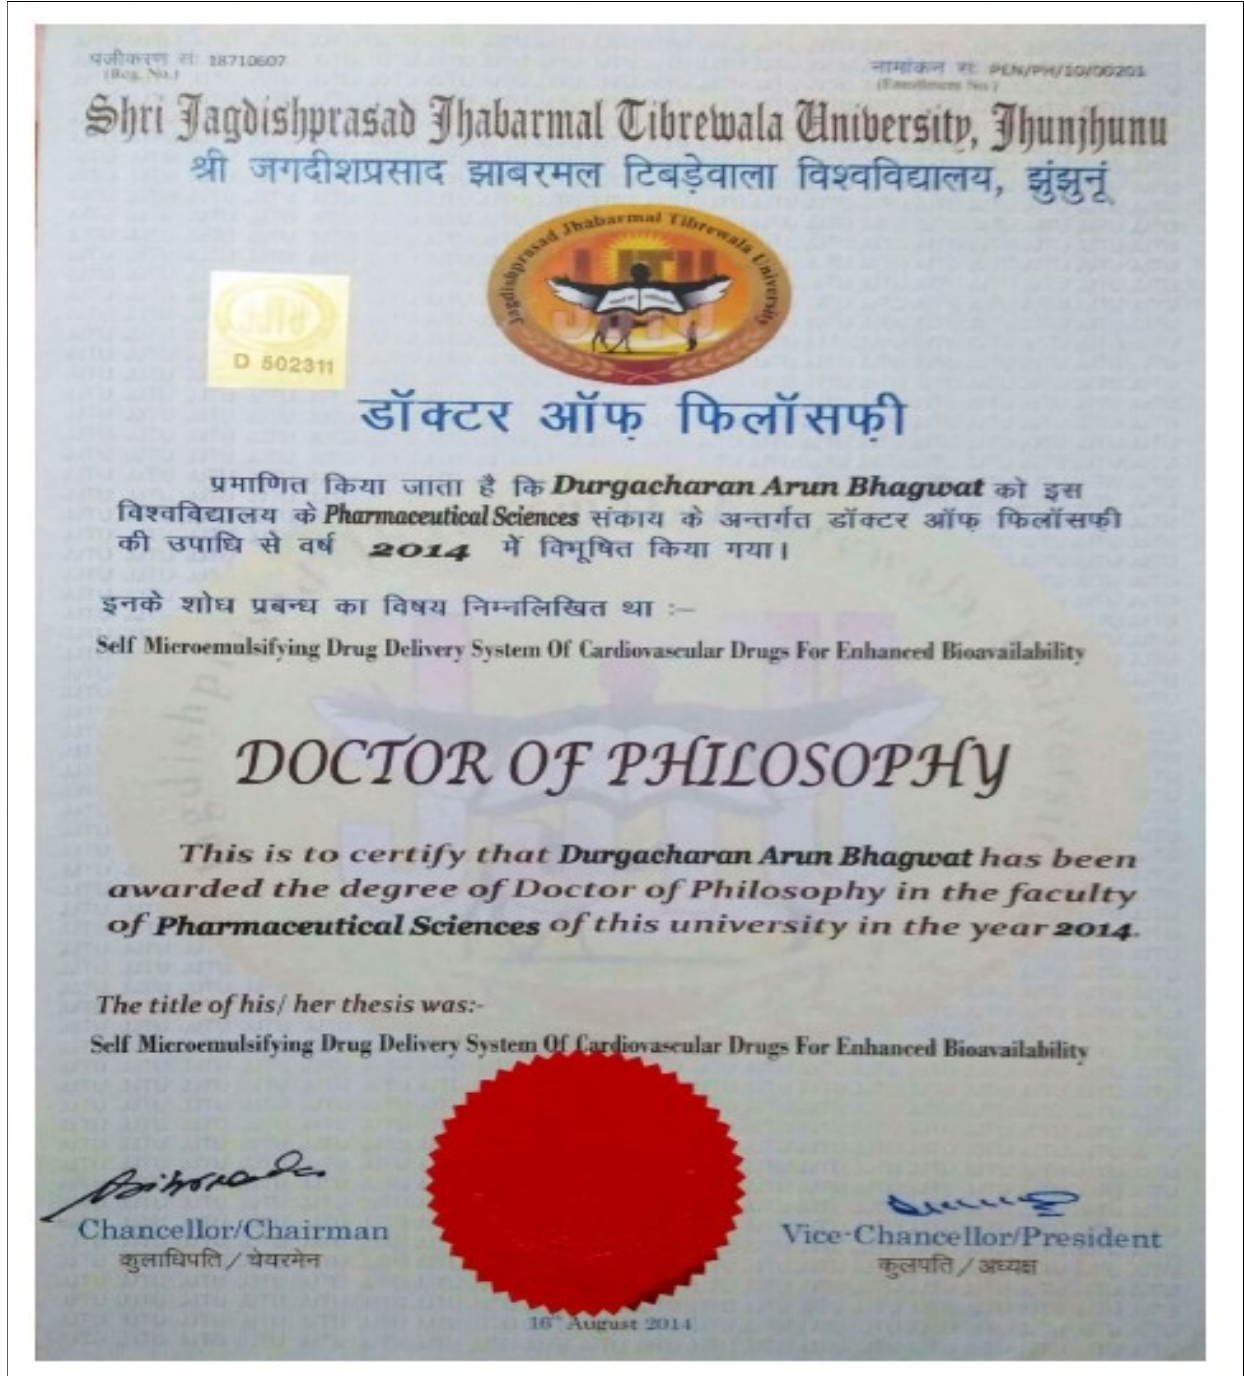 पंजीकरण सं. 18710607
(Reg. No.)
नामांकन सं. PEN/PH/10/00201
(Enrollment No.)
Shri Jagdishprasad Jhabarmal Tibrewala University, Jhunjhunu
श्री जगदीशप्रसाद झाबरमल टिबड़ेवाला विश्वविद्यालय, झुंझुनूं
Jagdishprasad Jhabarmal Tibrewala University
JJTU
D 502311
डॉक्टर ऑफ़ फिलॉसफ़ी
प्रमाणित किया जाता है कि Durgacharan Arun Bhagwat को इस
विश्वविद्यालय के Pharmaceutical Sciences संकाय के अन्तर्गत डॉक्टर ऑफ़ फिलॉसफ़ी
की उपाधि से वर्ष 2014 में विभूषित किया गया।
इनके शोध प्रबन्ध का विषय निम्नलिखित था :–
Self Microemulsifying Drug Delivery System Of Cardiovascular Drugs For Enhanced Bioavailability
DOCTOR OF PHILOSOPHY
This is to certify that Durgacharan Arun Bhagwat has been
awarded the degree of Doctor of Philosophy in the faculty
of Pharmaceutical Sciences of this university in the year 2014.
The title of his/ her thesis was:-
Self Microemulsifying Drug Delivery System Of Cardiovascular Drugs For Enhanced Bioavailability
Chancellor/Chairman
कुलाधिपति / चेयरमेन
Vice-Chancellor/President
कुलपति / अध्यक्ष
16th August 2014